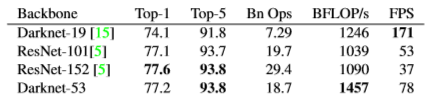 Backbone Top-1 Top-5 Bn Ops BFLOP/s FPS
Darknet-19 [15] 74.1 91.8 7.29 1246 171
ResNet-101[5] 77.1 93.7 19.7 1039 53
ResNet-152 [5] 77.6 93.8 29.4 1090 37
Darknet-53 77.2 93.8 18.7 1457 78